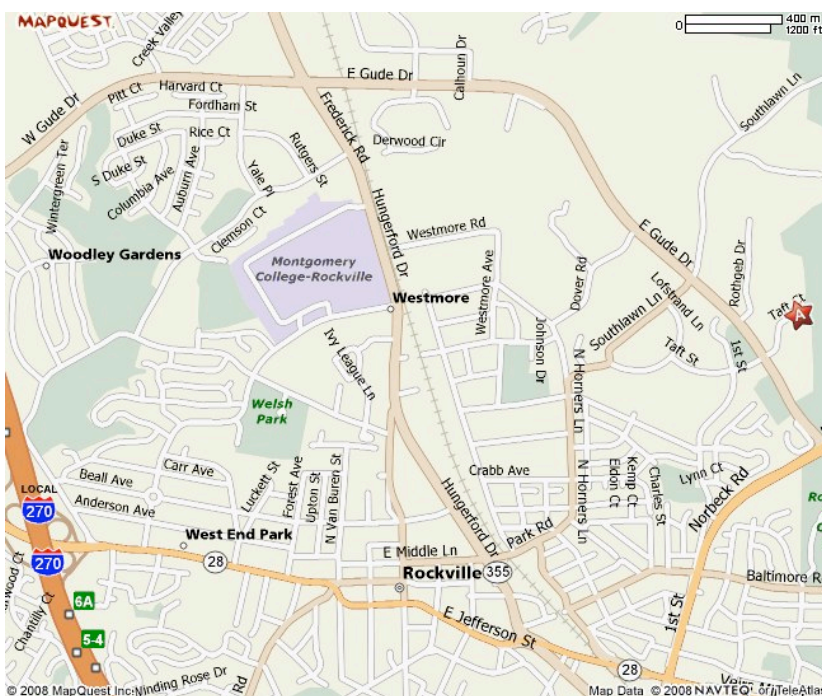 MAPQUEST.
0 400 m
1200 ft
Creek Valley
E Gude Dr
Calhoun Dr
W Gude Dr
Pitt Ct
Harvard Ct
Fordham St
Frederick Rd
Southlawn Ln
Duke St
Rice Ct
Rutgers St
Derwood Cir
S Duke St
Columbia Ave
Auburn Ave
Yale Pl
Wintergreen Ter
Clemson Ct
Hungerford Dr
Westmore Rd
Woodley Gardens
Montgomery
College-Rockville
Westmore Ave
Dover Rd
E Gude Dr
Rothgeb Dr
Lofstrand Ln
Westmore
Taft Ct
A
Southlawn Ln
Ivy League Ln
Johnson Dr
N Horners Ln
Taft St
1st St
Welsh
Park
Beall Ave
Carr Ave
Luckett St
Forest Ave
Upton St
N Van Buren St
Crabb Ave
N Horners Ln
Eldon Ct
Kemp Ct
Charles St
Lynn Ct
Norbeck Rd
LOCAL
270
Anderson Ave
Hungerford Dr
Park Rd
West End Park
28
E Middle Ln
270
Rockville
355
Baltimore R
Chantilly Ct
6A
5-4
E Jefferson St
1st St
28
inding Rose Dr
Rd
© 2008 MapQuest Inc.
Map Data © 2008 NAVTEQ or TeleAtlas